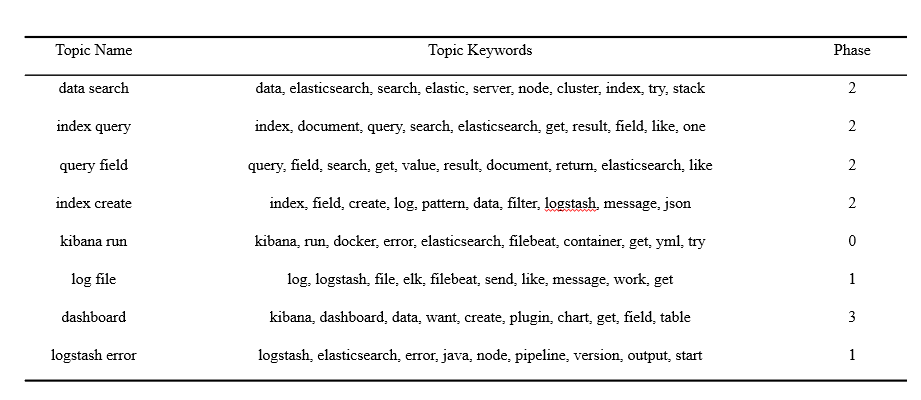 Topic Name Topic Keywords Phase
data search data, elasticsearch, search, elastic, server, node, cluster, index, try, stack 2
index query index, document, query, search, elasticsearch, get, result, field, like, one 2
query field query, field, search, get, value, result, document, return, elasticsearch, like 2
index create index, field, create, log, pattern, data, filter, logstash, message, json 2
kibana run kibana, run, docker, error, elasticsearch, filebeat, container, get, yml, try 0
log file log, logstash, file, elk, filebeat, send, like, message, work, get 1
dashboard kibana, dashboard, data, want, create, plugin, chart, get, field, table 3
logstash error logstash, elasticsearch, error, java, node, pipeline, version, output, start 1